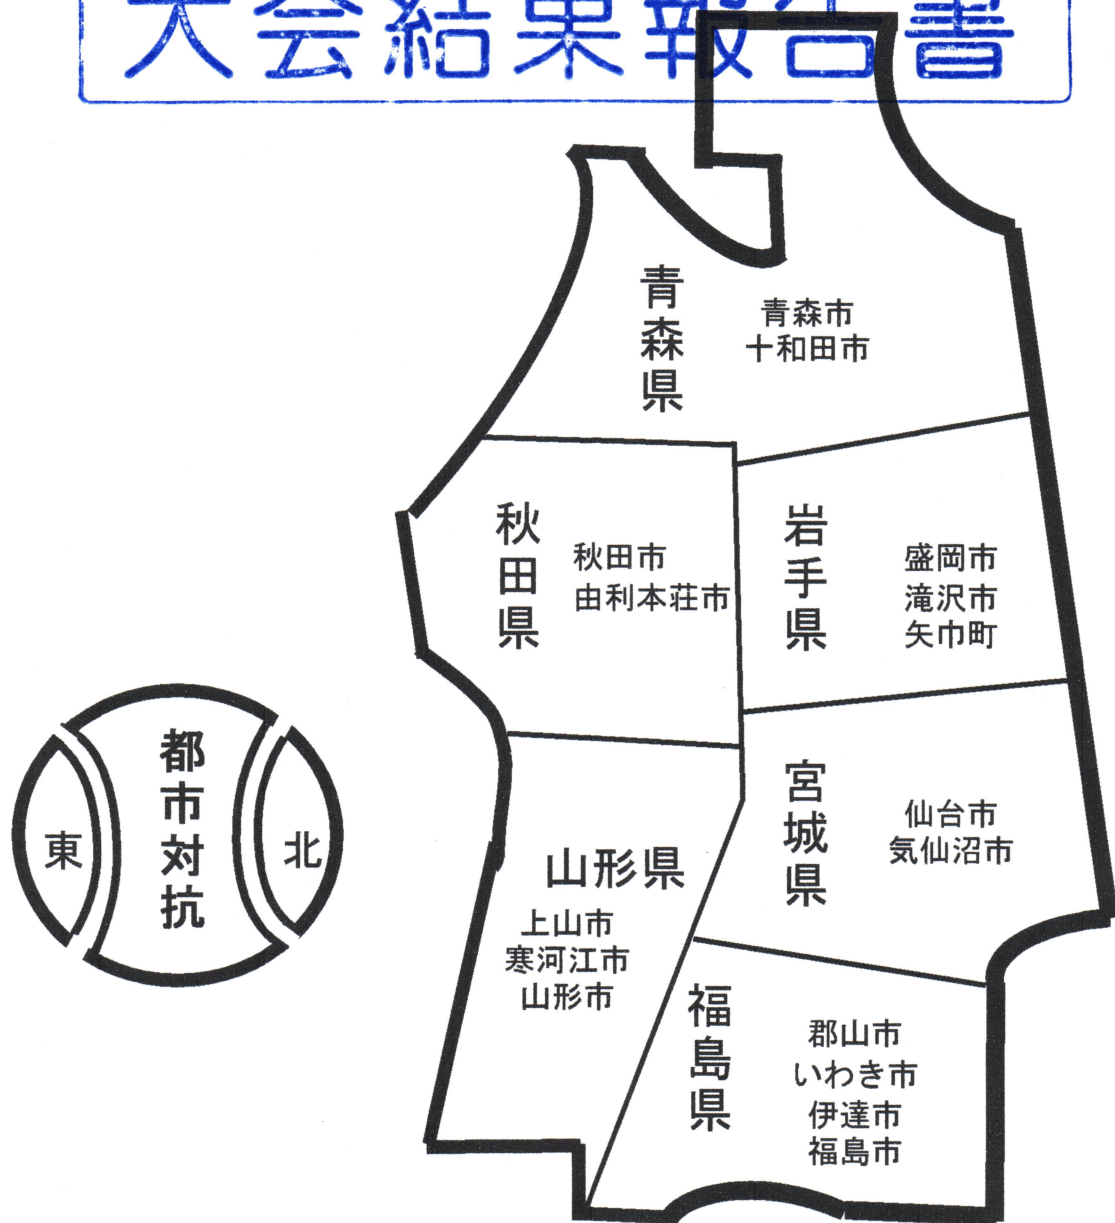 大会結果報告書
青森県
青森市
十和田市
秋田県
秋田市
由利本荘市
岩手県
盛岡市
滝沢市
矢巾町
都市対抗
東
北
宮城県
仙台市
気仙沼市
山形県
上山市
寒河江市
山形市
福島県
郡山市
いわき市
伊達市
福島市